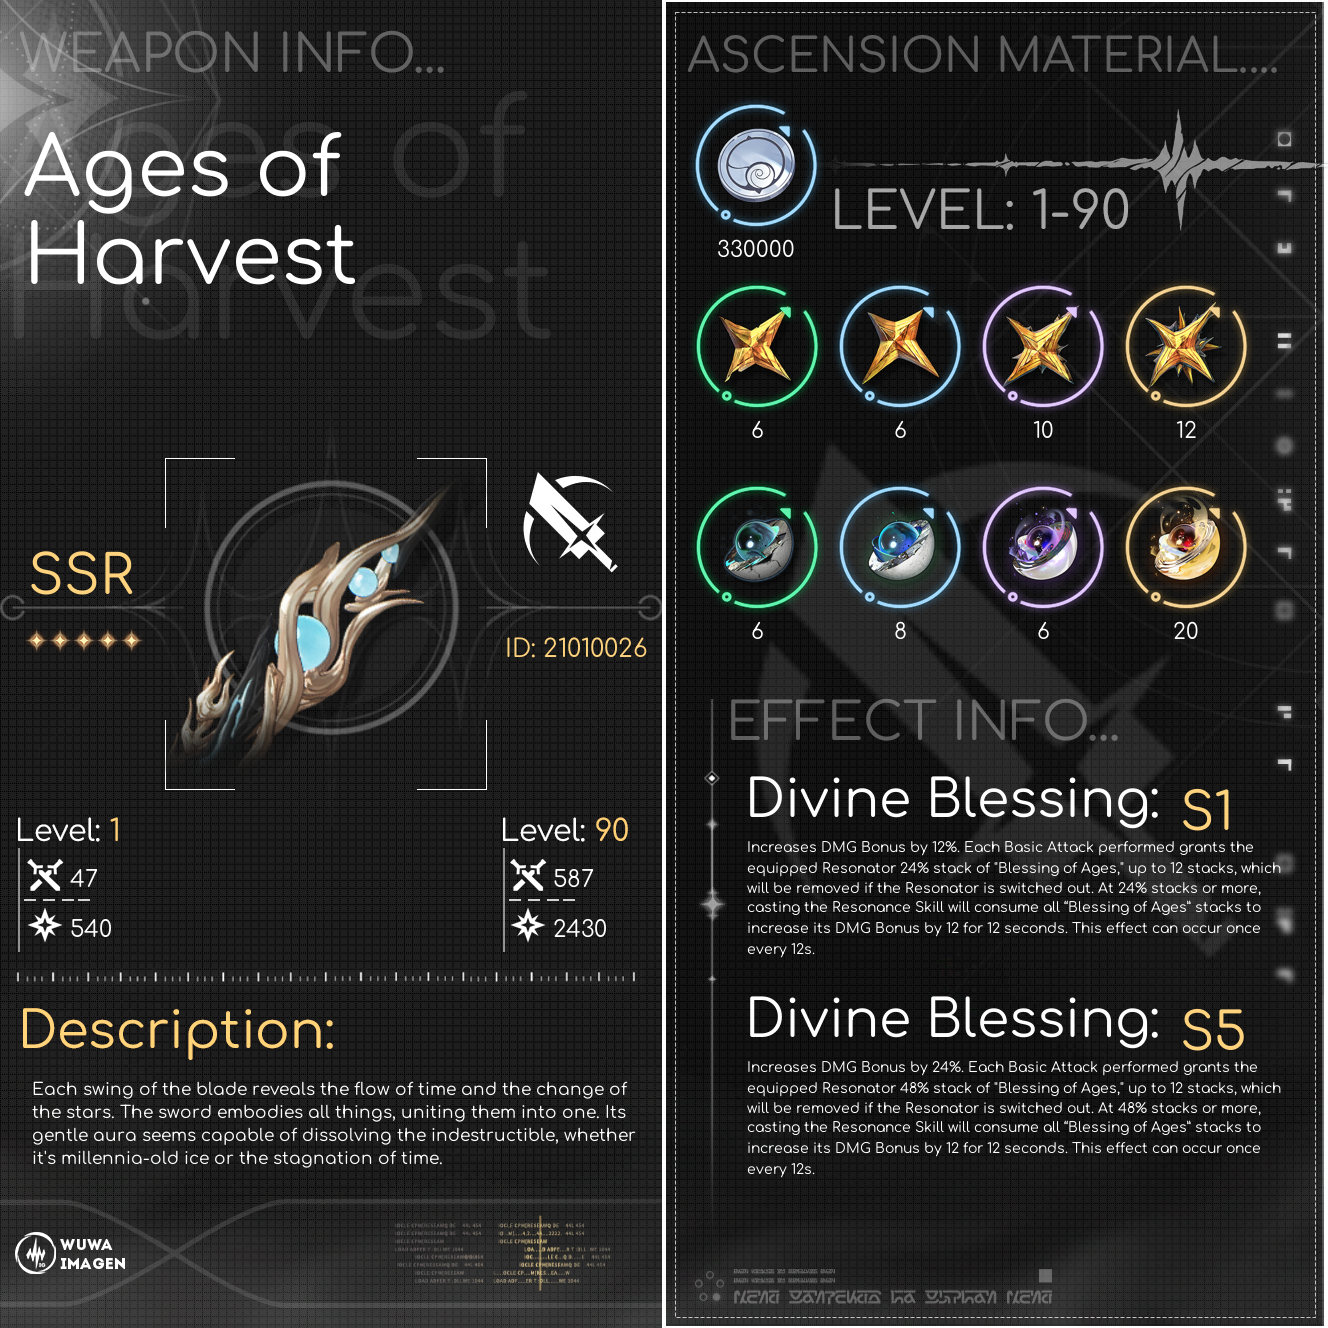 WEAPON INFO...
Ages of
Harvest
Ages of
Harvest
SSR
ID: 21010026
Level: 1
47
540
Level: 90
587
2430
Description:
Each swing of the blade reveals the flow of time and the change of
the stars. The sword embodies all things, uniting them into one. Its
gentle aura seems capable of dissolving the indestructible, whether
it's millennia-old ice or the stagnation of time.
WUWA
IMAGEN
ASCENSION MATERIAL....
LEVEL: 1-90
330000
6 6 10 12
6 8 6 20
EFFECT INFO...
Divine Blessing: S1
Increases DMG Bonus by 12%. Each Basic Attack performed grants the
equipped Resonator 24% stack of "Blessing of Ages," up to 12 stacks, which
will be removed if the Resonator is switched out. At 24% stacks or more,
casting the Resonance Skill will consume all "Blessing of Ages" stacks to
increase its DMG Bonus by 12 for 12 seconds. This effect can occur once
every 12s.
Divine Blessing: S5
Increases DMG Bonus by 24%. Each Basic Attack performed grants the
equipped Resonator 48% stack of "Blessing of Ages," up to 12 stacks, which
will be removed if the Resonator is switched out. At 48% stacks or more,
casting the Resonance Skill will consume all "Blessing of Ages" stacks to
increase its DMG Bonus by 12 for 12 seconds. This effect can occur once
every 12s.